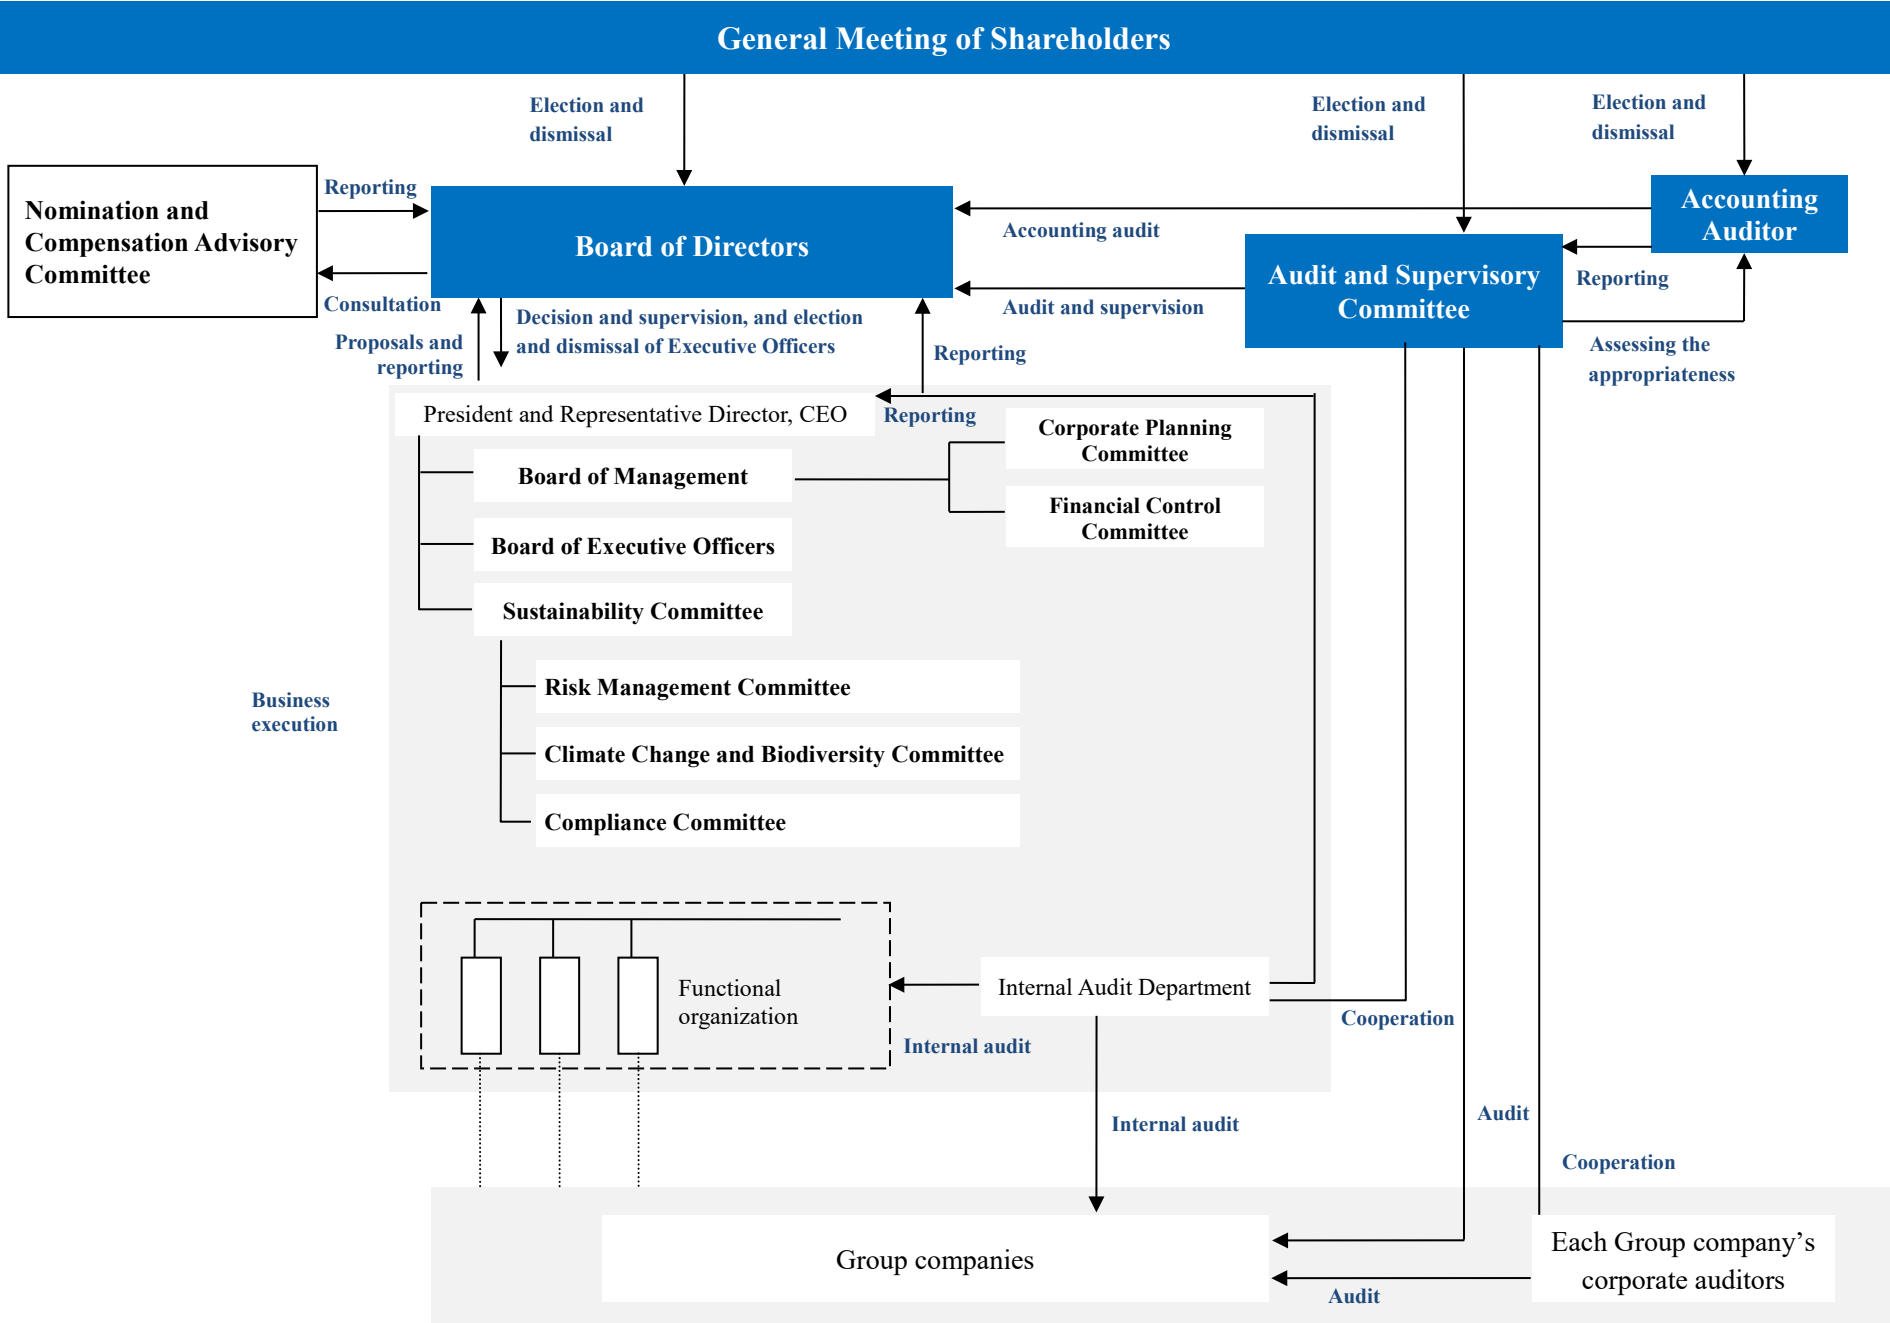 General Meeting of Shareholders
Election and
dismissal
Election and
dismissal
Election and
dismissal
Nomination and
Compensation Advisory
Committee
Reporting
Consultation
Board of Directors
Accounting audit
Audit and supervision
Accounting
Auditor
Audit and Supervisory
Committee
Reporting
Assessing the
appropriateness
Proposals and
reporting
Decision and supervision, and election
and dismissal of Executive Officers
Reporting
President and Representative Director, CEO
Reporting
Board of Management
Corporate Planning
Committee
Financial Control
Committee
Board of Executive Officers
Sustainability Committee
Risk Management Committee
Climate Change and Biodiversity Committee
Compliance Committee
Business
execution
Functional
organization
Internal Audit Department
Internal audit
Cooperation
Internal audit
Audit
Cooperation
Group companies
Each Group company’s
corporate auditors
Audit